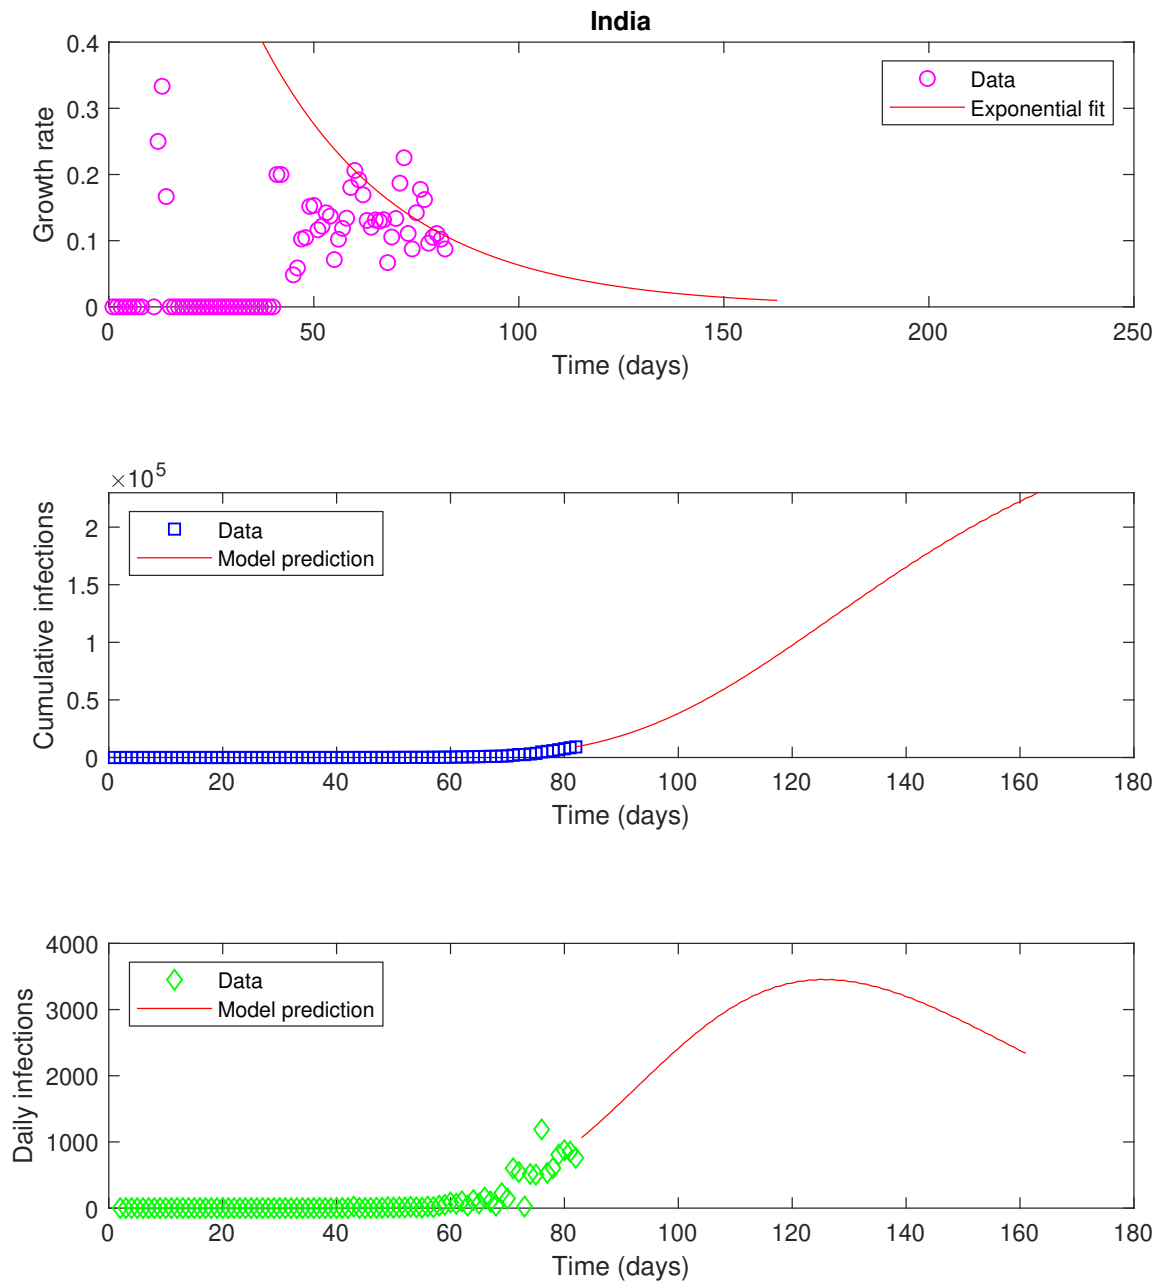 India
0.4
0.3
0.2
0.1
0
Growth rate
0 50 100 150 200 250
Time (days)
Data
Exponential fit
×10^5
2
1.5
1
0.5
0
Cumulative infections
0 20 40 60 80 100 120 140 160 180
Time (days)
Data
Model prediction
4000
3000
2000
1000
0
Daily infections
0 20 40 60 80 100 120 140 160 180
Time (days)
Data
Model prediction